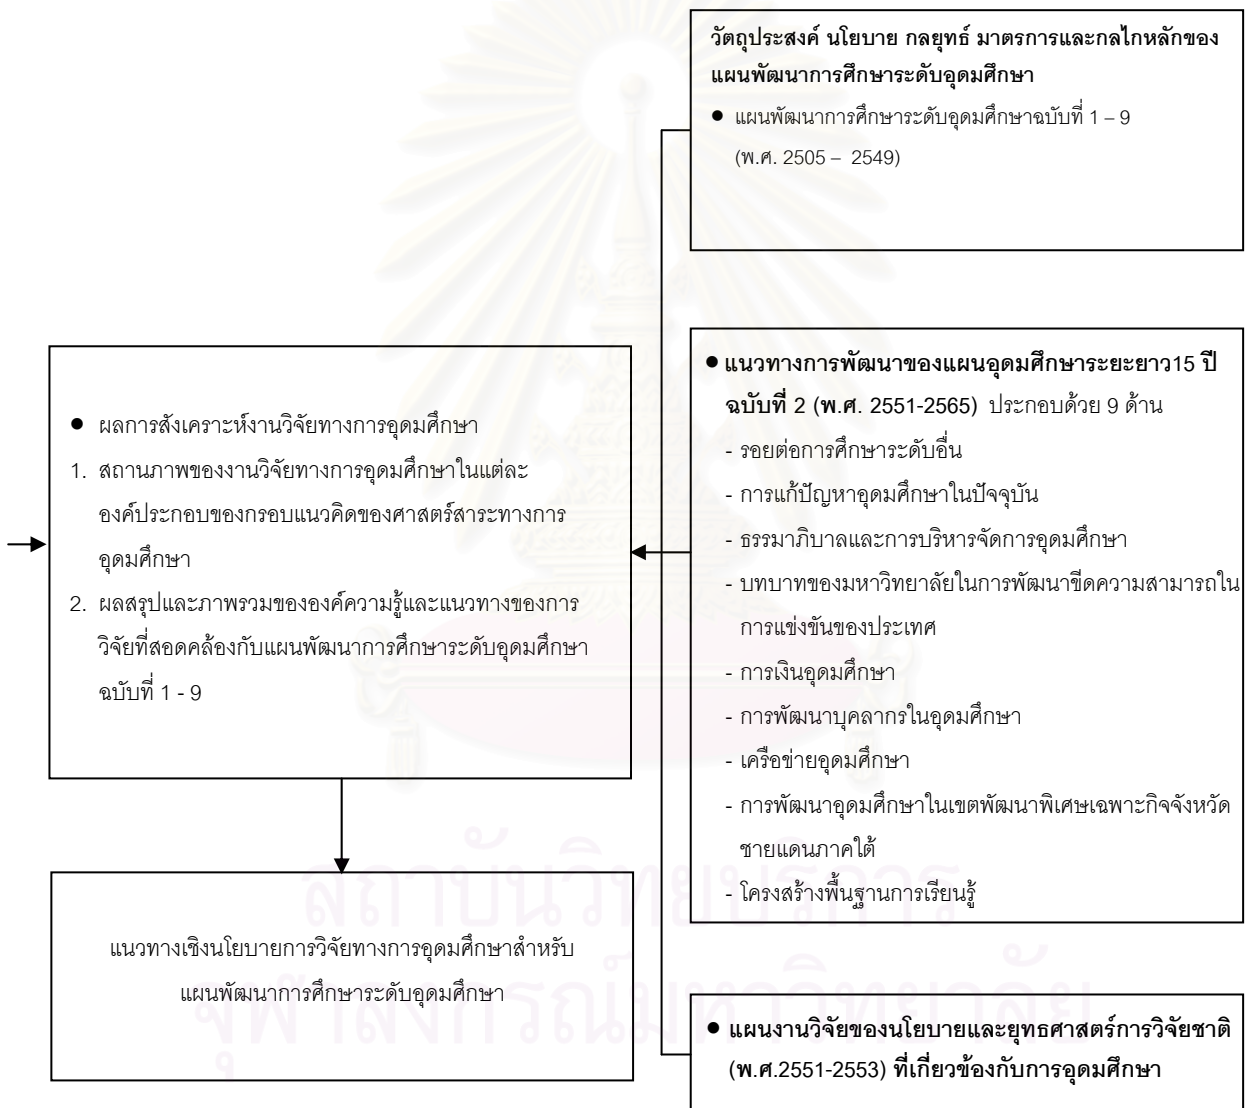 วัตถุประสงค์ นโยบาย กลยุทธ์ มาตรการและกลไกหลักของ
แผนพัฒนาการศึกษาระดับอุดมศึกษา
● แผนพัฒนาการศึกษาระดับอุดมศึกษาฉบับที่ 1 – 9
(พ.ศ. 2505 – 2549)
● ผลการสังเคราะห์งานวิจัยทางการอุดมศึกษา
1. สถานภาพของงานวิจัยทางการอุดมศึกษาในแต่ละ
องค์ประกอบของกรอบแนวคิดของศาสตร์สาระทางการ
อุดมศึกษา
2. ผลสรุปและภาพรวมขององค์ความรู้และแนวทางของการ
วิจัยที่สอดคล้องกับแผนพัฒนาการศึกษาระดับอุดมศึกษา
ฉบับที่ 1 - 9
● แนวทางการพัฒนาของแผนอุดมศึกษาระยะยาว15 ปี
ฉบับที่ 2 (พ.ศ. 2551-2565) ประกอบด้วย 9 ด้าน
- รอยต่อการศึกษาระดับอื่น
- การแก้ปัญหาอุดมศึกษาในปัจจุบัน
- ธรรมาภิบาลและการบริหารจัดการอุดมศึกษา
- บทบาทของมหาวิทยาลัยในการพัฒนาขีดความสามารถใน
การแข่งขันของประเทศ
- การเงินอุดมศึกษา
- การพัฒนาบุคลากรในอุดมศึกษา
- เครือข่ายอุดมศึกษา
- การพัฒนาอุดมศึกษาในเขตพัฒนาพิเศษเฉพาะกิจจังหวัด
ชายแดนภาคใต้
- โครงสร้างพื้นฐานการเรียนรู้
แนวทางเชิงนโยบายการวิจัยทางการอุดมศึกษาสำหรับ
แผนพัฒนาการศึกษาระดับอุดมศึกษา
● แผนงานวิจัยของนโยบายและยุทธศาสตร์การวิจัยชาติ
(พ.ศ.2551-2553) ที่เกี่ยวข้องกับการอุดมศึกษา
สถาบันวิทยบริการ
จุฬาลงกรณ์มหาวิทยาลัย